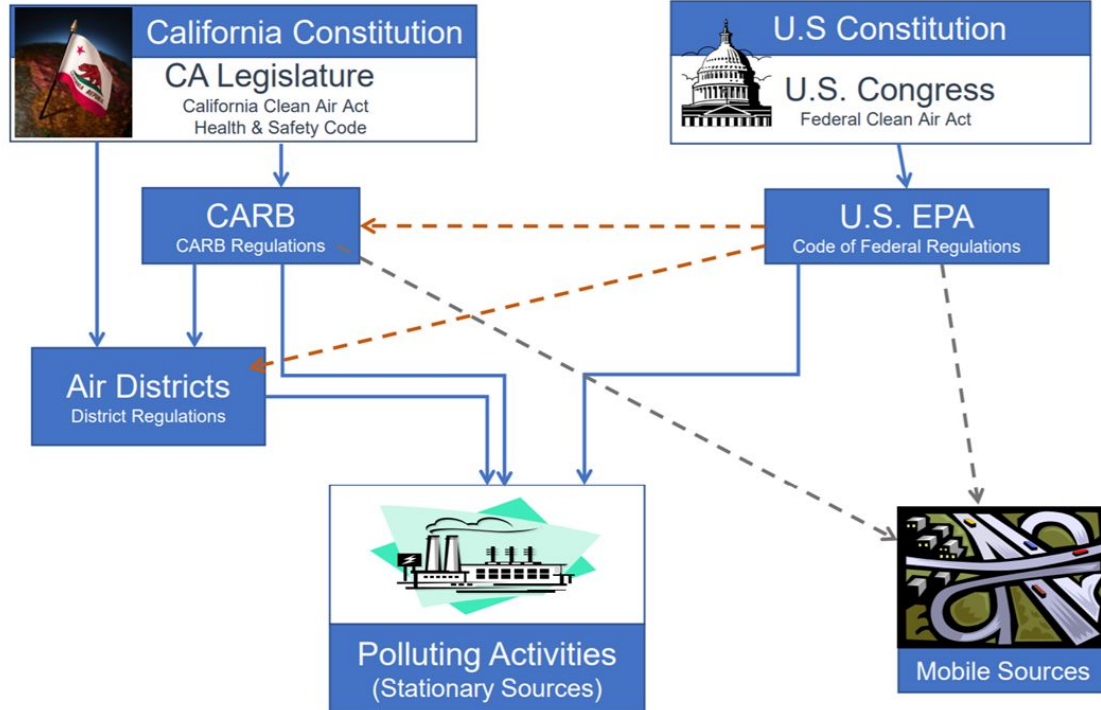 California Constitution
CA Legislature
California Clean Air Act
Health & Safety Code
U.S Constitution
U.S. Congress
Federal Clean Air Act
CARB
CARB Regulations
U.S. EPA
Code of Federal Regulations
Air Districts
District Regulations
Polluting Activities
(Stationary Sources)
Mobile Sources